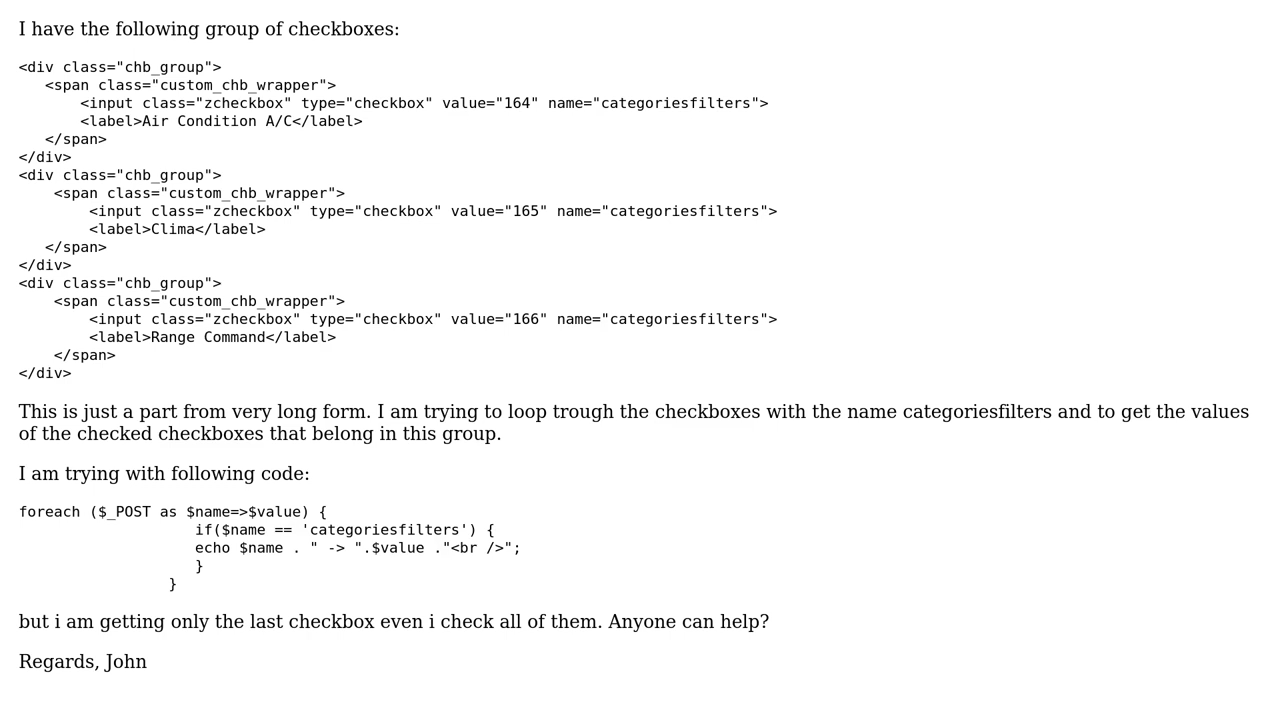 I have the following group of checkboxes:
<div class="chb_group">
   <span class="custom_chb_wrapper">
       <input class="zcheckbox" type="checkbox" value="164" name="categoriesfilters">
       <label>Air Condition A/C</label>
   </span>
</div>
<div class="chb_group">
    <span class="custom_chb_wrapper">
        <input class="zcheckbox" type="checkbox" value="165" name="categoriesfilters">
        <label>Clima</label>
   </span>
</div>
<div class="chb_group">
    <span class="custom_chb_wrapper">
        <input class="zcheckbox" type="checkbox" value="166" name="categoriesfilters">
        <label>Range Command</label>
    </span>
</div>
This is just a part from very long form. I am trying to loop trough the checkboxes with the name categoriesfilters and to get the values
of the checked checkboxes that belong in this group.
I am trying with following code:
foreach ($_POST as $name=>$value) {
                    if($name == 'categoriesfilters') {
                    echo $name . " -> ".$value ."<br />";
                    }
                 }
but i am getting only the last checkbox even i check all of them. Anyone can help?
Regards, John